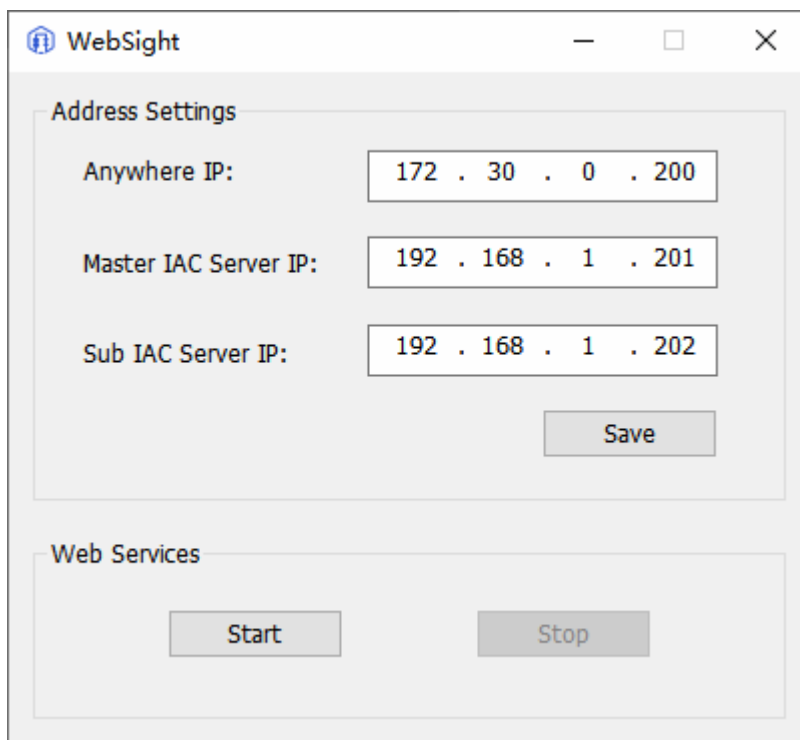 WebSight
Address Settings
Anywhere IP: 172 . 30 . 0 . 200
Master IAC Server IP: 192 . 168 . 1 . 201
Sub IAC Server IP: 192 . 168 . 1 . 202
Save
Web Services
Start Stop